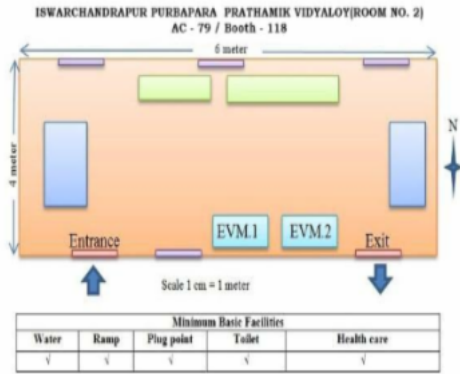 ISWARCHANDRAPUR PURBAPARA PRATHAMIK VIDYALOY(ROOM NO. 2)
AC - 79 / Booth - 118
6 meter
4 meter
N
EVM.1 EVM.2
Entrance Exit
Scale 1 cm = 1 meter
Minimum Basic Facilities
Water Ramp Plug point Toilet Health care
√ √ √ √ √